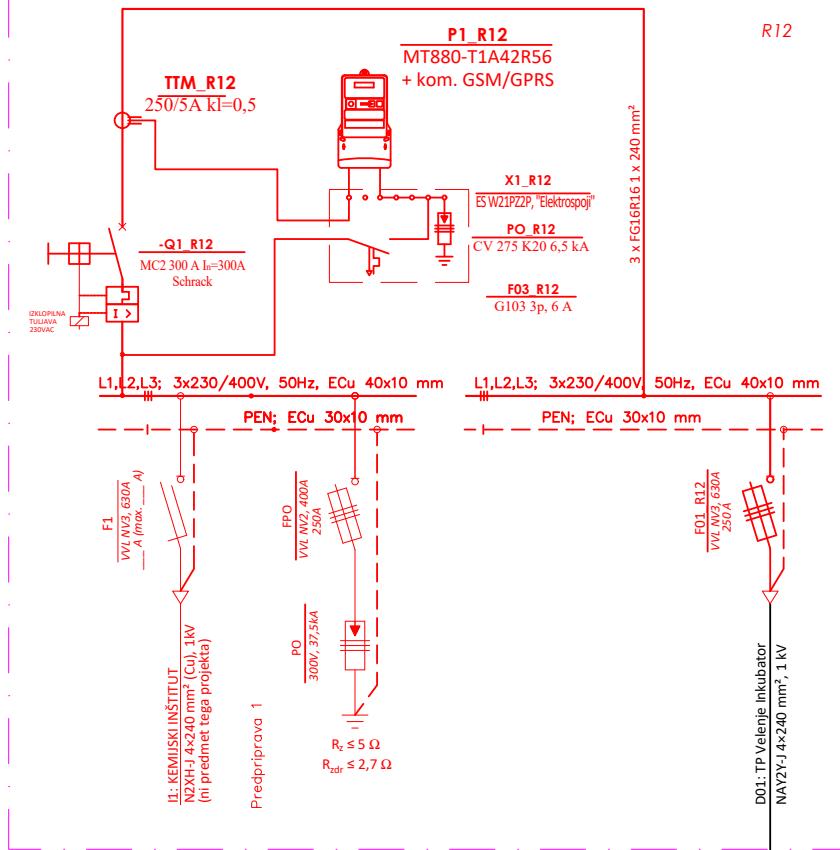 R12
P1_R12
MT880-T1A42R56
+ kom. GSM/GPRS
TTM_R12
250/5A kl=0,5
3 x FG16R16 1 x 240 mm²
X1_R12
ES W21PZ2P, "Elektrospoji"
PO_R12
CV 275 K20 6,5 kA
F03_R12
G103 3p, 6 A
-Q1_R12
MC2 300 A Iₙ=300A
Schrack
IZKLOPILNA
TULJAVA
230VAC
I >
L1,L2,L3; 3x230/400V, 50Hz, ECu 40x10 mm
PEN; ECu 30x10 mm
L1,L2,L3; 3x230/400V, 50Hz, ECu 40x10 mm
PEN; ECu 30x10 mm
F1
VVL NV3, 630A
___ A (max. ___ A)
FPO
VVL NV2, 400A
250A
PO
300V, 37,5kA
F01_R12
VVL NV3, 630A
250 A
I1: KEMIJSKI INŠTITUT
N2XH-J 4×240 mm² (Cu), 1kV
(ni predmet tega projekta)
Predpriprava 1
R_z ≤ 5 Ω
R_zdr ≤ 2,7 Ω
D01: TP Velenje Inkubator
NAY2Y-J 4×240 mm², 1 kV